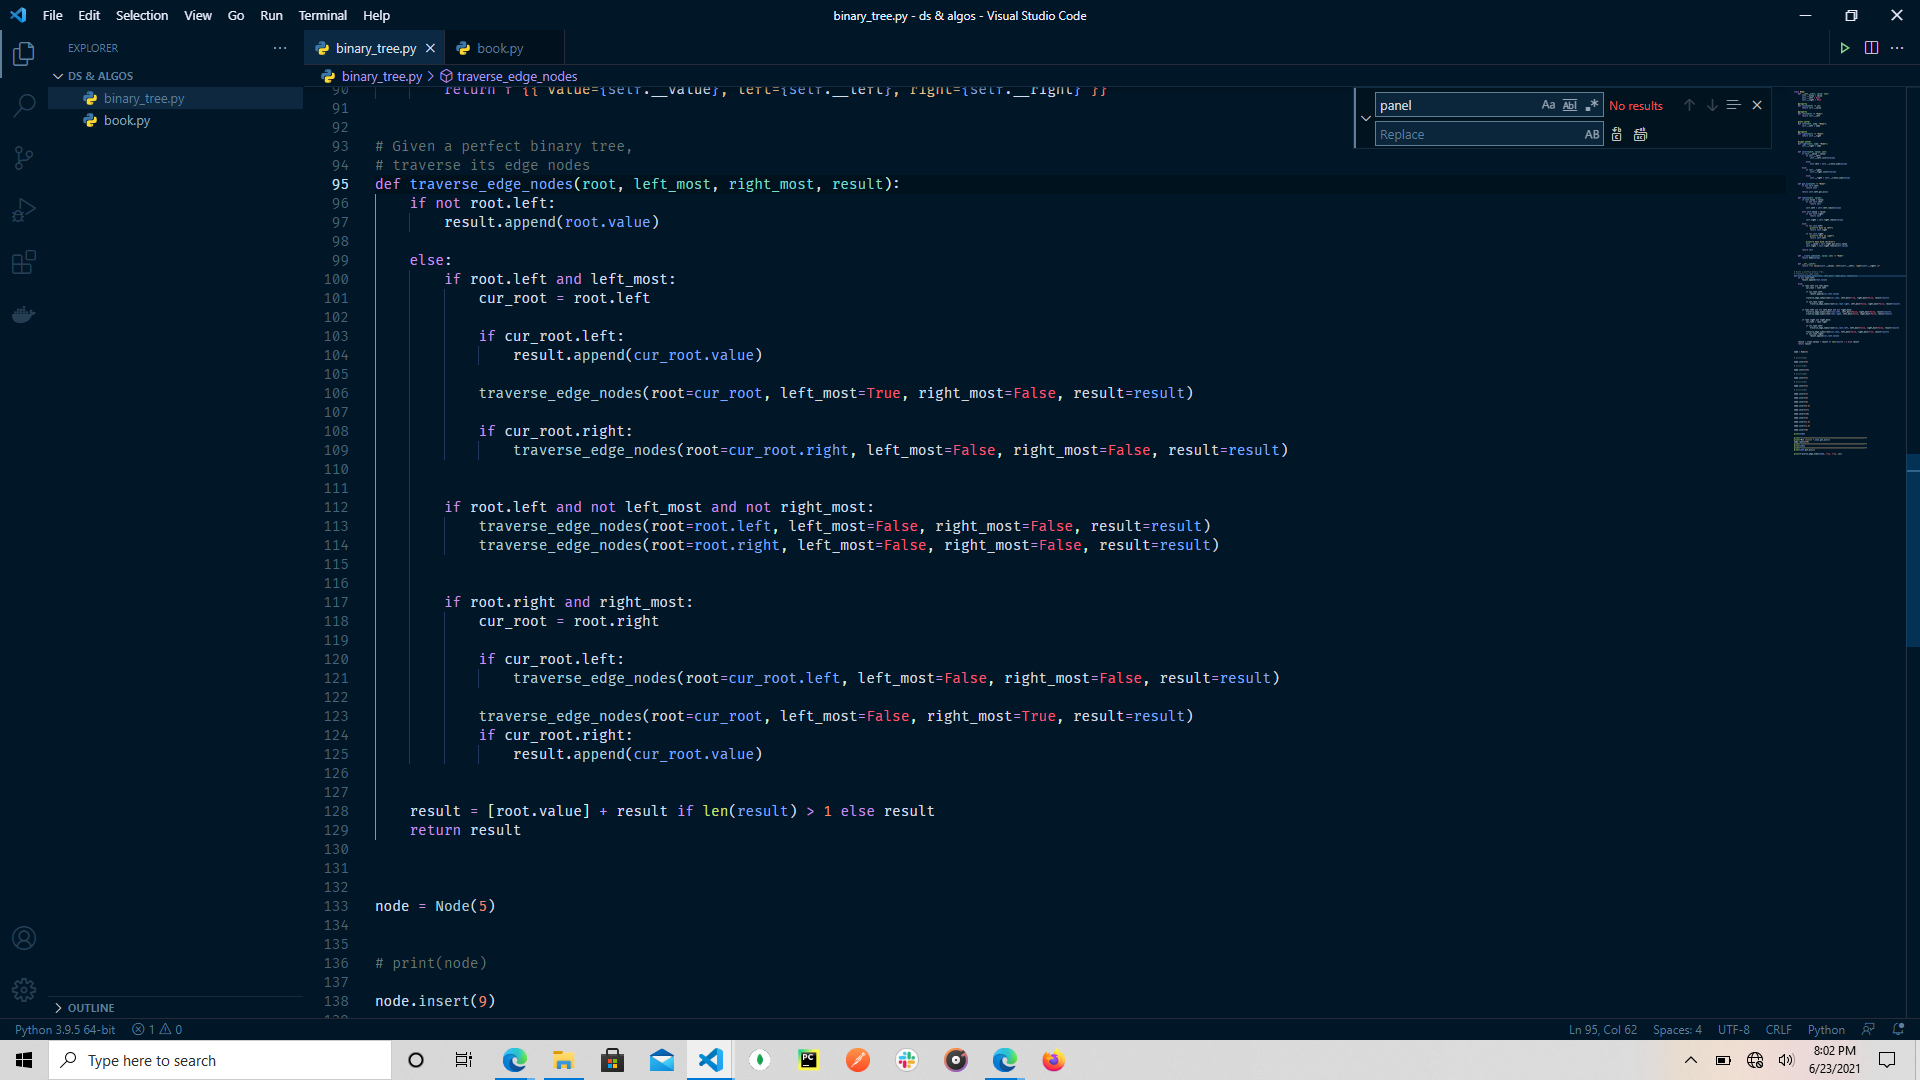 File Edit Selection View Go Run Terminal Help
binary_tree.py - ds & algos - Visual Studio Code
EXPLORER
DS & ALGOS
binary_tree.py
book.py
OUTLINE
binary_tree.py
book.py
binary_tree.py > traverse_edge_nodes
panel
Aa Abl .*
No results
Replace
AB
90 return f"{{ value={self.__value}, left={self.__left}, right={self.__right} }}"
91
92
93 # Given a perfect binary tree,
94 # traverse its edge nodes
95 def traverse_edge_nodes(root, left_most, right_most, result):
96 if not root.left:
97 result.append(root.value)
98
99 else:
100 if root.left and left_most:
101 cur_root = root.left
102
103 if cur_root.left:
104 result.append(cur_root.value)
105
106 traverse_edge_nodes(root=cur_root, left_most=True, right_most=False, result=result)
107
108 if cur_root.right:
109 traverse_edge_nodes(root=cur_root.right, left_most=False, right_most=False, result=result)
110
111
112 if root.left and not left_most and not right_most:
113 traverse_edge_nodes(root=root.left, left_most=False, right_most=False, result=result)
114 traverse_edge_nodes(root=root.right, left_most=False, right_most=False, result=result)
115
116
117 if root.right and right_most:
118 cur_root = root.right
119
120 if cur_root.left:
121 traverse_edge_nodes(root=cur_root.left, left_most=False, right_most=False, result=result)
122
123 traverse_edge_nodes(root=cur_root, left_most=False, right_most=True, result=result)
124 if cur_root.right:
125 result.append(cur_root.value)
126
127
128 result = [root.value] + result if len(result) > 1 else result
129 return result
130
131
132
133 node = Node(5)
134
135
136 # print(node)
137
138 node.insert(9)
Python 3.9.5 64-bit
1 0
Ln 95, Col 62 Spaces: 4 UTF-8 CRLF Python
Type here to search
PC
8:02 PM
6/23/2021